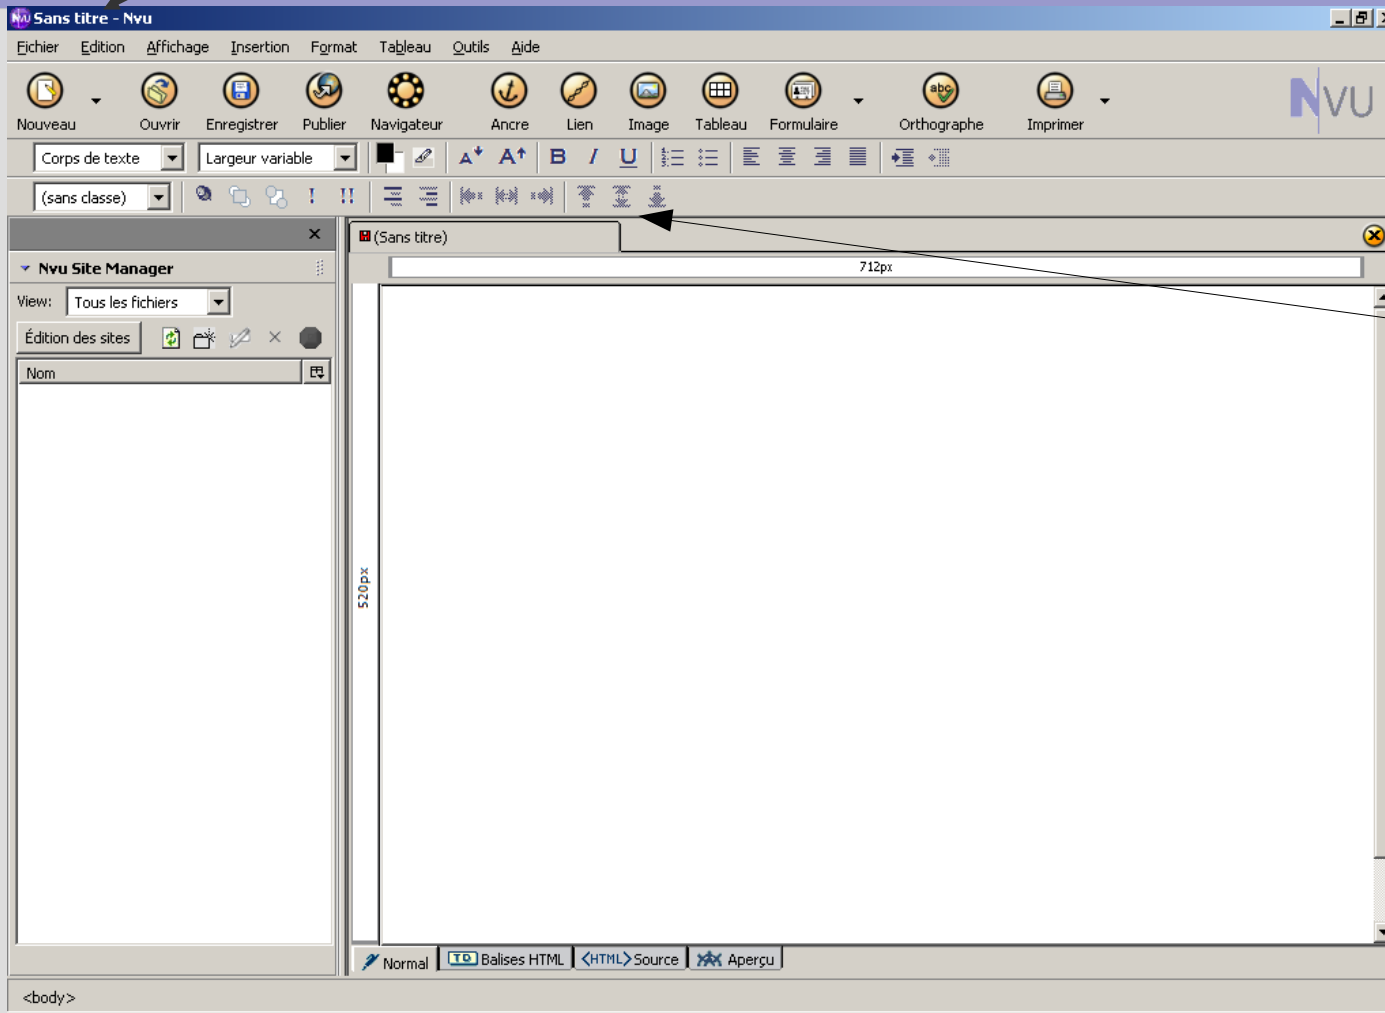 Sans titre - Nvu
Fichier Edition Affichage Insertion Format Tableau Outils Aide
Nouveau Ouvrir Enregistrer Publier Navigateur Ancre Lien Image Tableau Formulaire Orthographe Imprimer
NVU
Corps de texte Largeur variable
(sans classe)
(Sans titre)
Nvu Site Manager
712px
View: Tous les fichiers
Édition des sites
Nom
520px
Normal TD Balises HTML <HTML> Source Aperçu
<body>